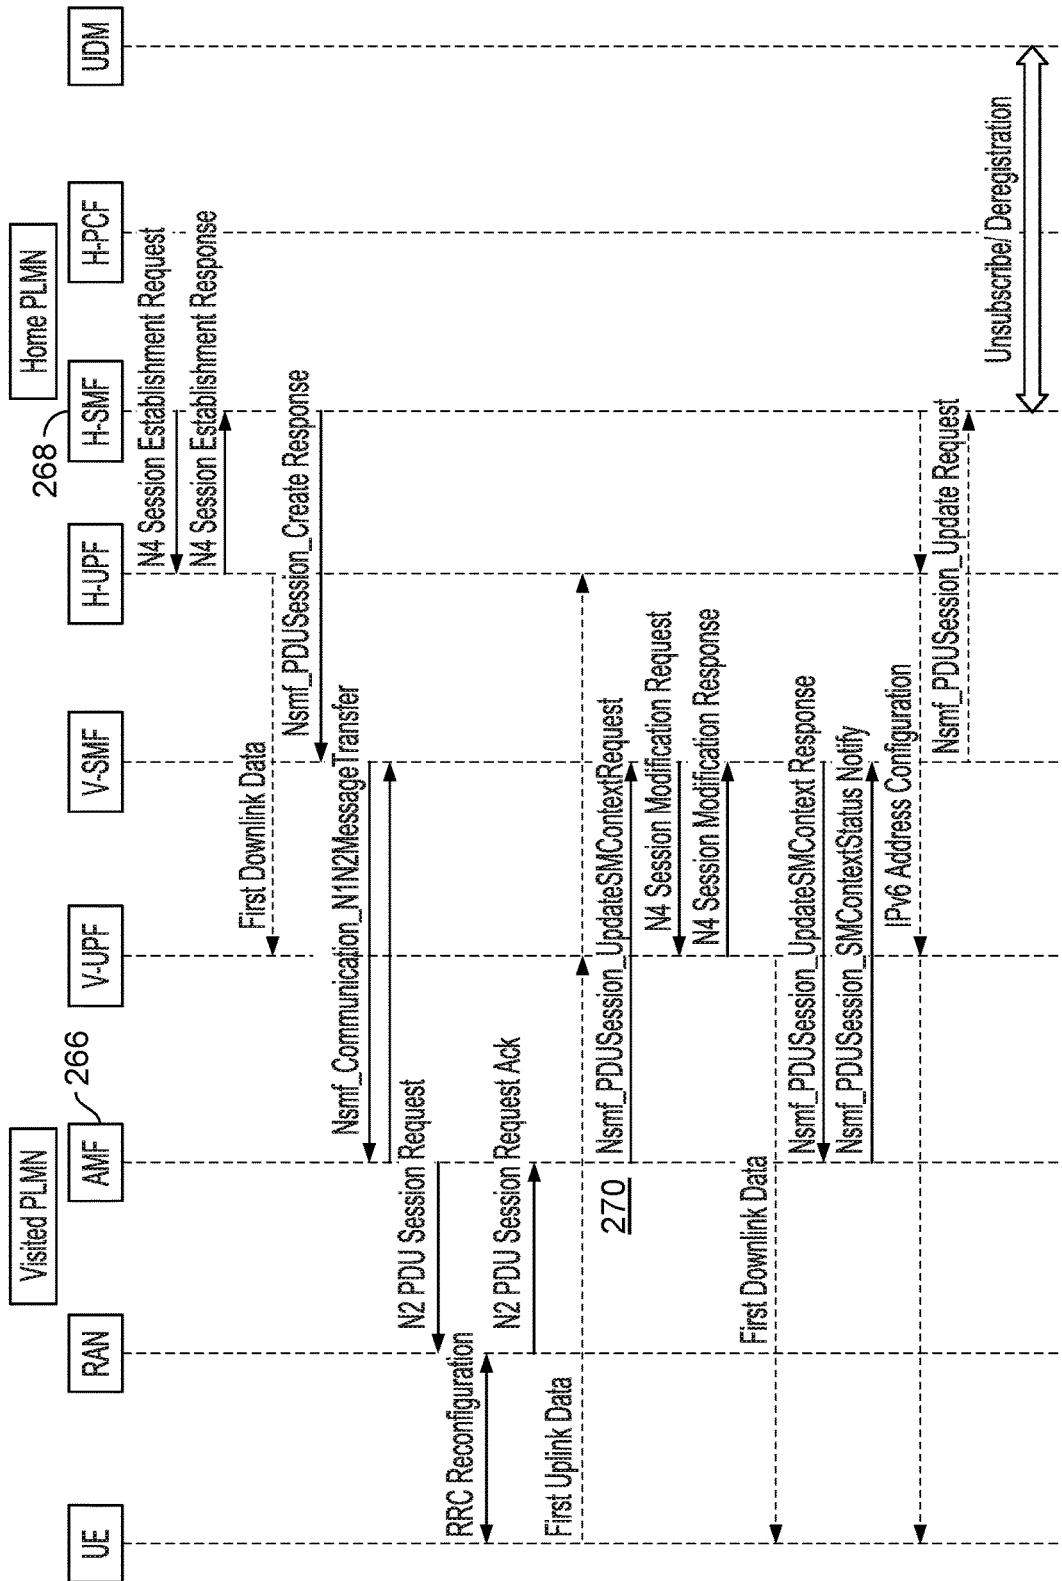 Visited PLMN
Home PLMN
UE
RAN
AMF
266
V-UPF
V-SMF
H-UPF
H-SMF
268
H-PCF
UDM
N4 Session Establishment Request
N4 Session Establishment Response
First Downlink Data
Nsmf_PDUSession_Create Response
Nsmf_Communication_N1N2MessageTransfer
N2 PDU Session Request
RRC Reconfiguration
N2 PDU Session Request Ack
First Uplink Data
Nsmf_PDUSession_UpdateSMContextRequest
270
N4 Session Modification Request
N4 Session Modification Response
First Downlink Data
Nsmf_PDUSession_UpdateSMContext Response
Nsmf_PDUSession_SMContextStatus Notify
IPv6 Address Configuration
Nsmf_PDUSession_Update Request
Unsubscribe/Deregistration